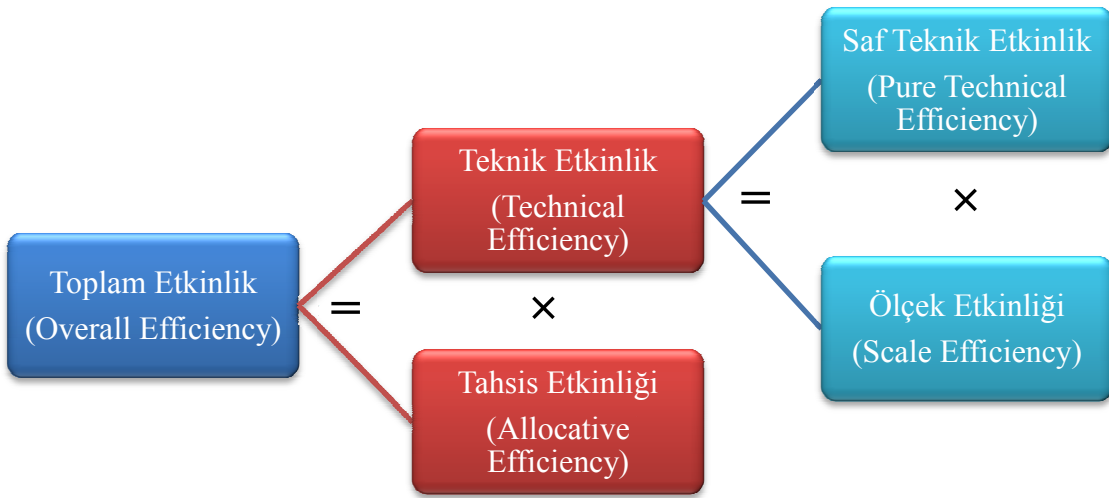 Toplam Etkinlik
(Overall Efficiency)
=
Teknik Etkinlik
(Technical
Efficiency)
×
Tahsis Etkinliği
(Allocative
Efficiency)
=
Saf Teknik Etkinlik
(Pure Technical
Efficiency)
×
Ölçek Etkinliği
(Scale Efficiency)